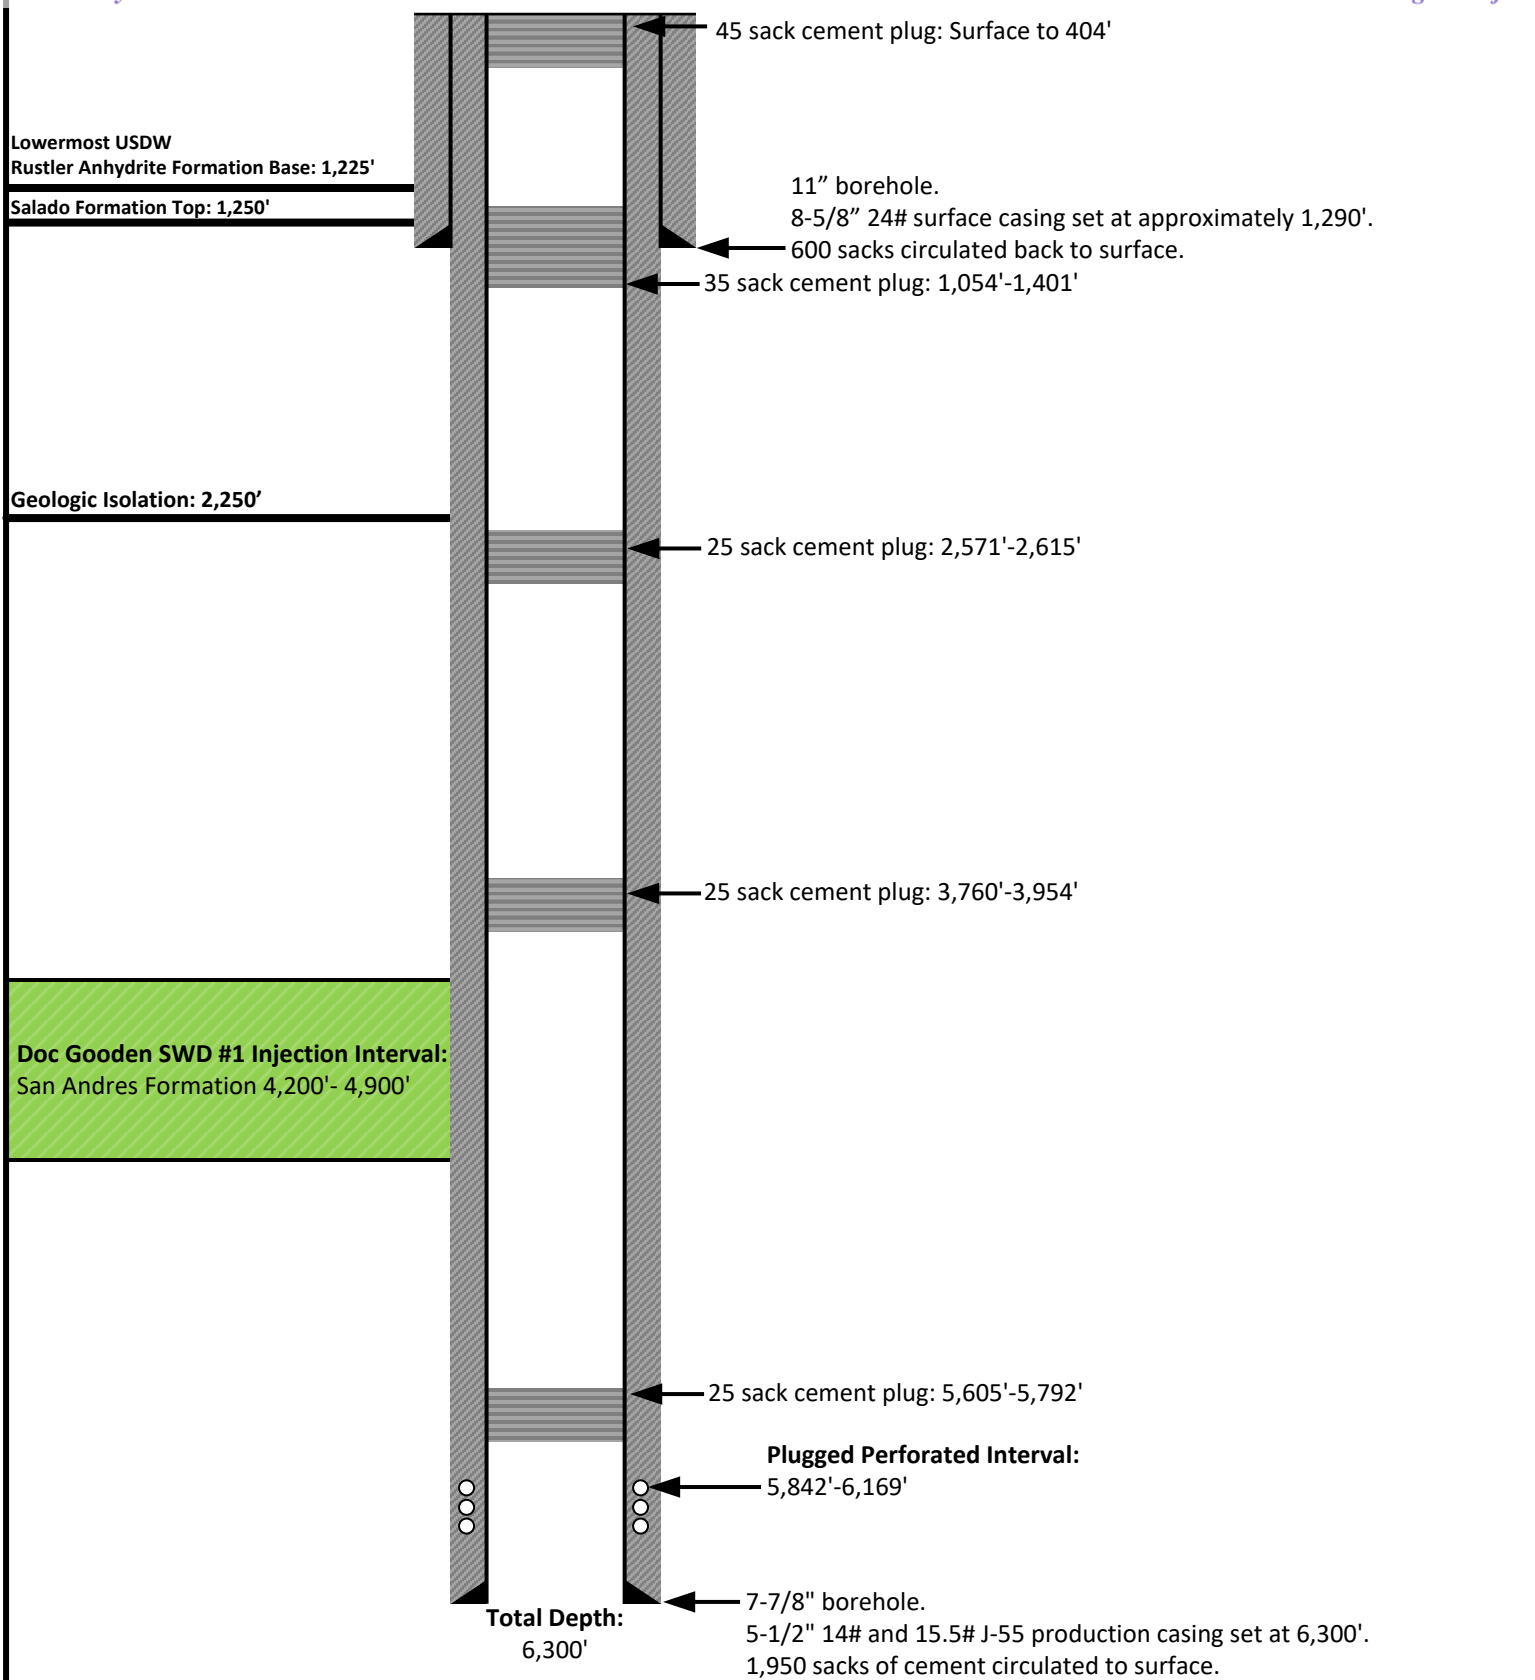 45 sack cement plug: Surface to 404'
Lowermost USDW
Rustler Anhydrite Formation Base: 1,225'
Salado Formation Top: 1,250'
11” borehole.
8-5/8” 24# surface casing set at approximately 1,290'.
600 sacks circulated back to surface.
35 sack cement plug: 1,054'-1,401'
Geologic Isolation: 2,250’
25 sack cement plug: 2,571'-2,615'
25 sack cement plug: 3,760'-3,954'
Doc Gooden SWD #1 Injection Interval:
San Andres Formation 4,200'- 4,900'
25 sack cement plug: 5,605'-5,792'
Plugged Perforated Interval:
5,842'-6,169'
Total Depth:
6,300'
7-7/8" borehole.
5-1/2" 14# and 15.5# J-55 production casing set at 6,300'.
1,950 sacks of cement circulated to surface.